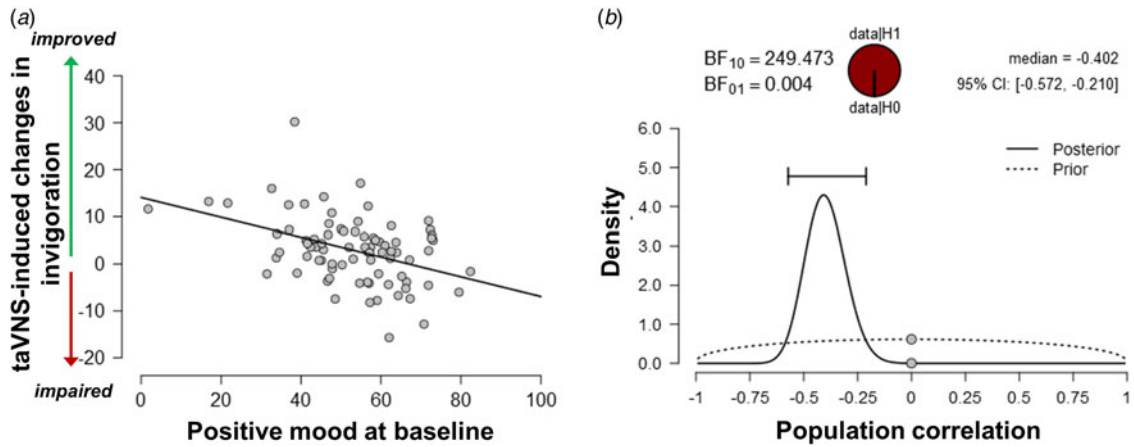 (a)
improved
taVNS-induced changes in
invigoration
impaired
40
30
20
10
0
-10
-20
0
20
40
60
80
100
Positive mood at baseline
(b)
BF10 = 249.473
BF01 = 0.004
data|H1
data|H0
median = -0.402
95% CI: [-0.572, -0.210]
Posterior
Prior
Density
6.0
5.0
4.0
3.0
2.0
1.0
0.0
-1
-0.75
-0.5
-0.25
0
0.25
0.5
0.75
1
Population correlation